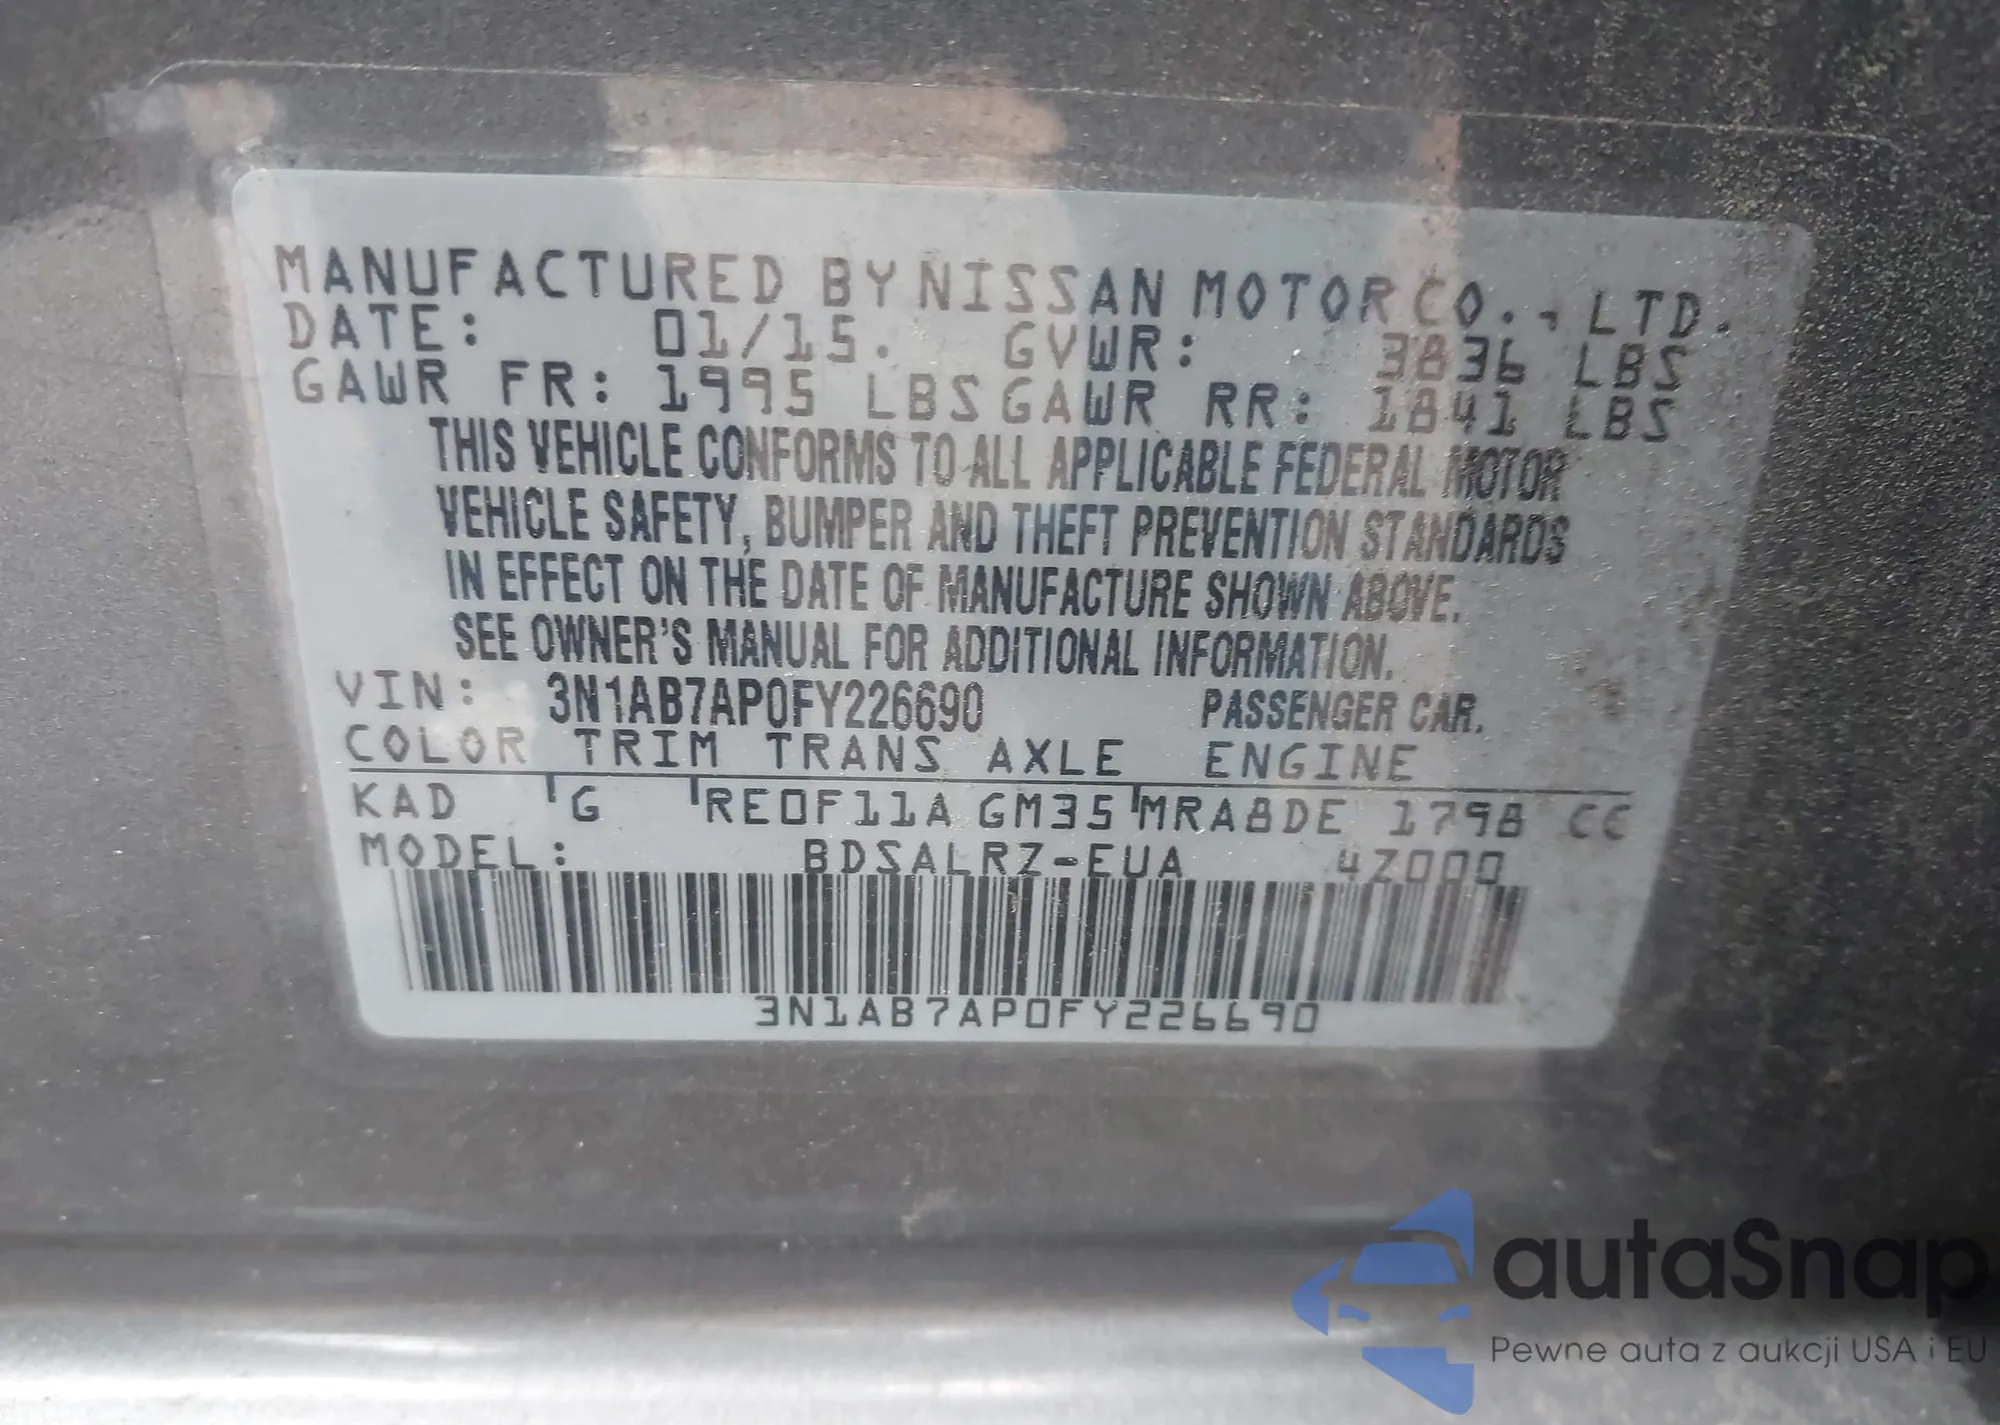 MANUFACTURED BY NISSAN MOTOR CO., LTD.
DATE: 01/15. GVWR: 3836 LBS
GAWR FR: 1995 LBS GAWR RR: 1841 LBS
THIS VEHICLE CONFORMS TO ALL APPLICABLE FEDERAL MOTOR
VEHICLE SAFETY, BUMPER AND THEFT PREVENTION STANDARDS
IN EFFECT ON THE DATE OF MANUFACTURE SHOWN ABOVE.
SEE OWNER'S MANUAL FOR ADDITIONAL INFORMATION.
VIN: 3N1AB7AP0FY226690 PASSENGER CAR.
COLOR TRIM TRANS AXLE ENGINE
KAD G RE0F11A GM35 MRA8DE 1798 CC
MODEL: BDSALRZ-EUA 4Z000
3N1AB7AP0FY226690
autaSnap
Pewne auta z aukcji USA i EU